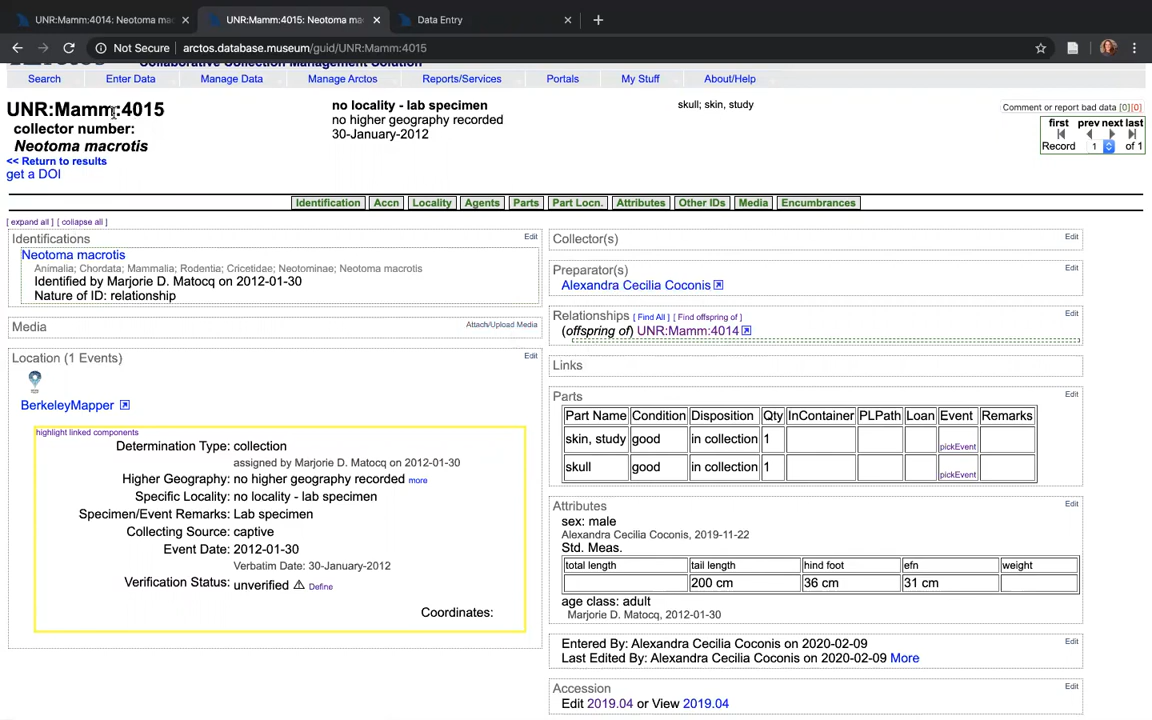 UNR:Mamm:4014: Neotoma ma
UNR:Mamm:4015: Neotoma ma
Data Entry
Not Secure arctos.database.museum/guid/UNR:Mamm:4015
Collaborative Collection Management Solution
Search Enter Data Manage Data Manage Arctos Reports/Services Portals My Stuff About/Help
UNR:Mamm:4015
collector number:
Neotoma macrotis
<< Return to results
get a DOI
no locality - lab specimen
no higher geography recorded
30-January-2012
skull; skin, study
Comment or report bad data [0][0]
first prev next last
Record 1 of 1
Identification Accn Locality Agents Parts Part Locn. Attributes Other IDs Media Encumbrances
[ expand all ] [ collapse all ]
Identifications Edit
Neotoma macrotis
Animalia; Chordata; Mammalia; Rodentia; Cricetidae; Neotominae; Neotoma macrotis
Identified by Marjorie D. Matocq on 2012-01-30
Nature of ID: relationship
Media Attach/Upload Media
Location (1 Events) Edit
BerkeleyMapper
highlight linked components
Determination Type: collection
assigned by Marjorie D. Matocq on 2012-01-30
Higher Geography: no higher geography recorded more
Specific Locality: no locality - lab specimen
Specimen/Event Remarks: Lab specimen
Collecting Source: captive
Event Date: 2012-01-30
Verbatim Date: 30-January-2012
Verification Status: unverified ⚠ Define
Coordinates:
Collector(s) Edit
Preparator(s) Edit
Alexandra Cecilia Coconis
Relationships [ Find All ] [ Find offspring of ] Edit
(offspring of) UNR:Mamm:4014
Links
Parts Edit
Part Name Condition Disposition Qty InContainer PLPath Loan Event Remarks
skin, study good in collection 1 pickEvent
skull good in collection 1 pickEvent
Attributes Edit
sex: male
Alexandra Cecilia Coconis, 2019-11-22
Std. Meas.
total length tail length hind foot efn weight
200 cm 36 cm 31 cm
age class: adult
Marjorie D. Matocq, 2012-01-30
Entered By: Alexandra Cecilia Coconis on 2020-02-09 Edit
Last Edited By: Alexandra Cecilia Coconis on 2020-02-09 More
Accession Edit
Edit 2019.04 or View 2019.04